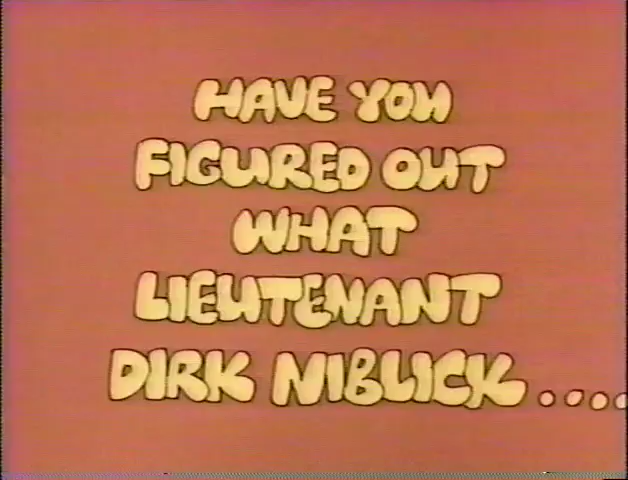 HAVE YOU
FIGURED OUT
WHAT
LIEUTENANT
DIRK NIBLICK....